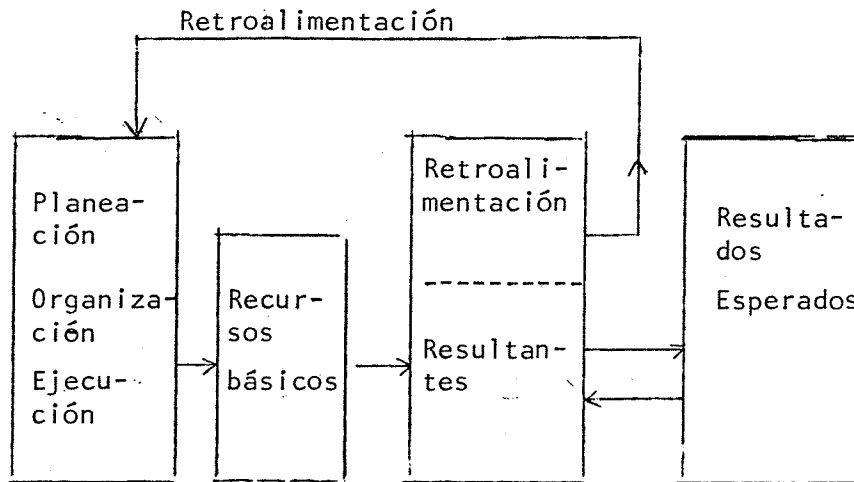 Retroalimentación
Planea-
ción
Organiza-
ción
Ejecu-
ción
Recur-
sos
básicos
Retroali-
mentación
Resultan-
tes
Resulta-
dos
Esperados